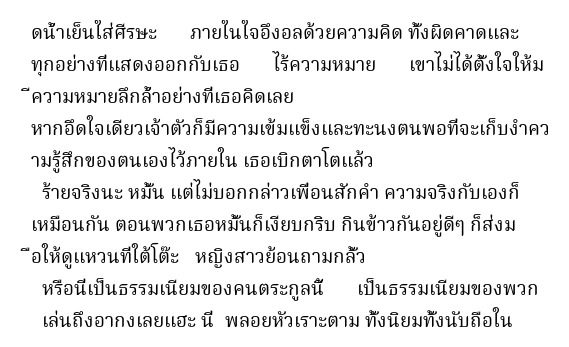 ดน้ำเย็นใส่ศีรษะ ภายในใจอึงอลด้วยความคิด ทั้งผิดคาดและ
ทุกอย่างที่แสดงออกกับเธอ ไร้ความหมาย เขาไม่ได้ตั้งใจให้ม
ีความหมายลึกล้ำอย่างที่เธอคิดเลย
หากอึดใจเดียวเจ้าตัวก็มีความเข้มแข็งและทะนงตนพอที่จะเก็บงำคว
ามรู้สึกของตนเองไว้ภายใน เธอเบิกตาโตแล้ว
ร้ายจริงนะ หมั้น แต่ไม่บอกกล่าวเพื่อนสักคำ ความจริงกับเองก็
เหมือนกัน ตอนพวกเธอหมั้นก็เงียบกริบ กินข้าวกันอยู่ดีๆ ก็ส่งม
ือให้ดูแหวนที่ใต้โต๊ะ หญิงสาวย้อนถามกลั้ว
หรือนี่เป็นธรรมเนียมของคนตระกูลนี้ เป็นธรรมเนียมของพวก
เล่นถึงอากงเลยแฮะ นี่ พลอยหัวเราะตาม ทั้งนิยมทั้งนับถือใน